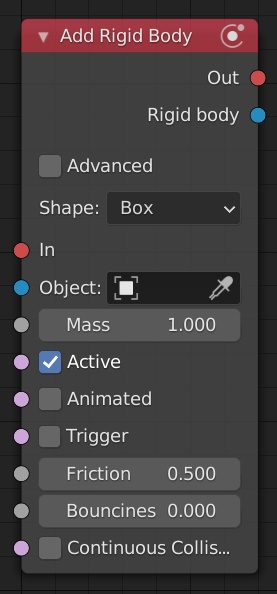 Add Rigid Body
Out
Rigid body
Advanced
Shape: Box
In
Object:
Mass 1.000
Active
Animated
Trigger
Friction 0.500
Bouncines 0.000
Continuous Collis...